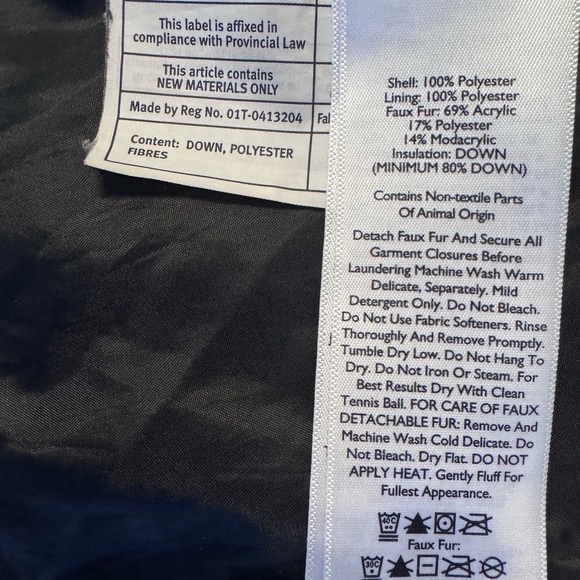 This label is affixed in
compliance with Provincial Law
This article contains
NEW MATERIALS ONLY
Made by Reg No. 01T-0413204
Content: DOWN, POLYESTER
FIBRES
Shell: 100% Polyester
Lining: 100% Polyester
Faux Fur: 69% Acrylic
17% Polyester
14% Modacrylic
Insulation: DOWN
(MINIMUM 80% DOWN)
Contains Non-textile Parts
Of Animal Origin
Detach Faux Fur And Secure All
Garment Closures Before
Laundering Machine Wash Warm
Delicate, Separately. Mild
Detergent Only. Do Not Bleach.
Do Not Use Fabric Softeners. Rinse
Thoroughly And Remove Promptly.
Tumble Dry Low. Do Not Hang To
Dry. Do Not Iron Or Steam. For
Best Results Dry With Clean
Tennis Ball. FOR CARE OF FAUX
DETACHABLE FUR: Remove And
Machine Wash Cold Delicate. Do
Not Bleach. Dry Flat. DO NOT
APPLY HEAT. Gently Fluff For
Fullest Appearance.
40C
Faux Fur:
30C